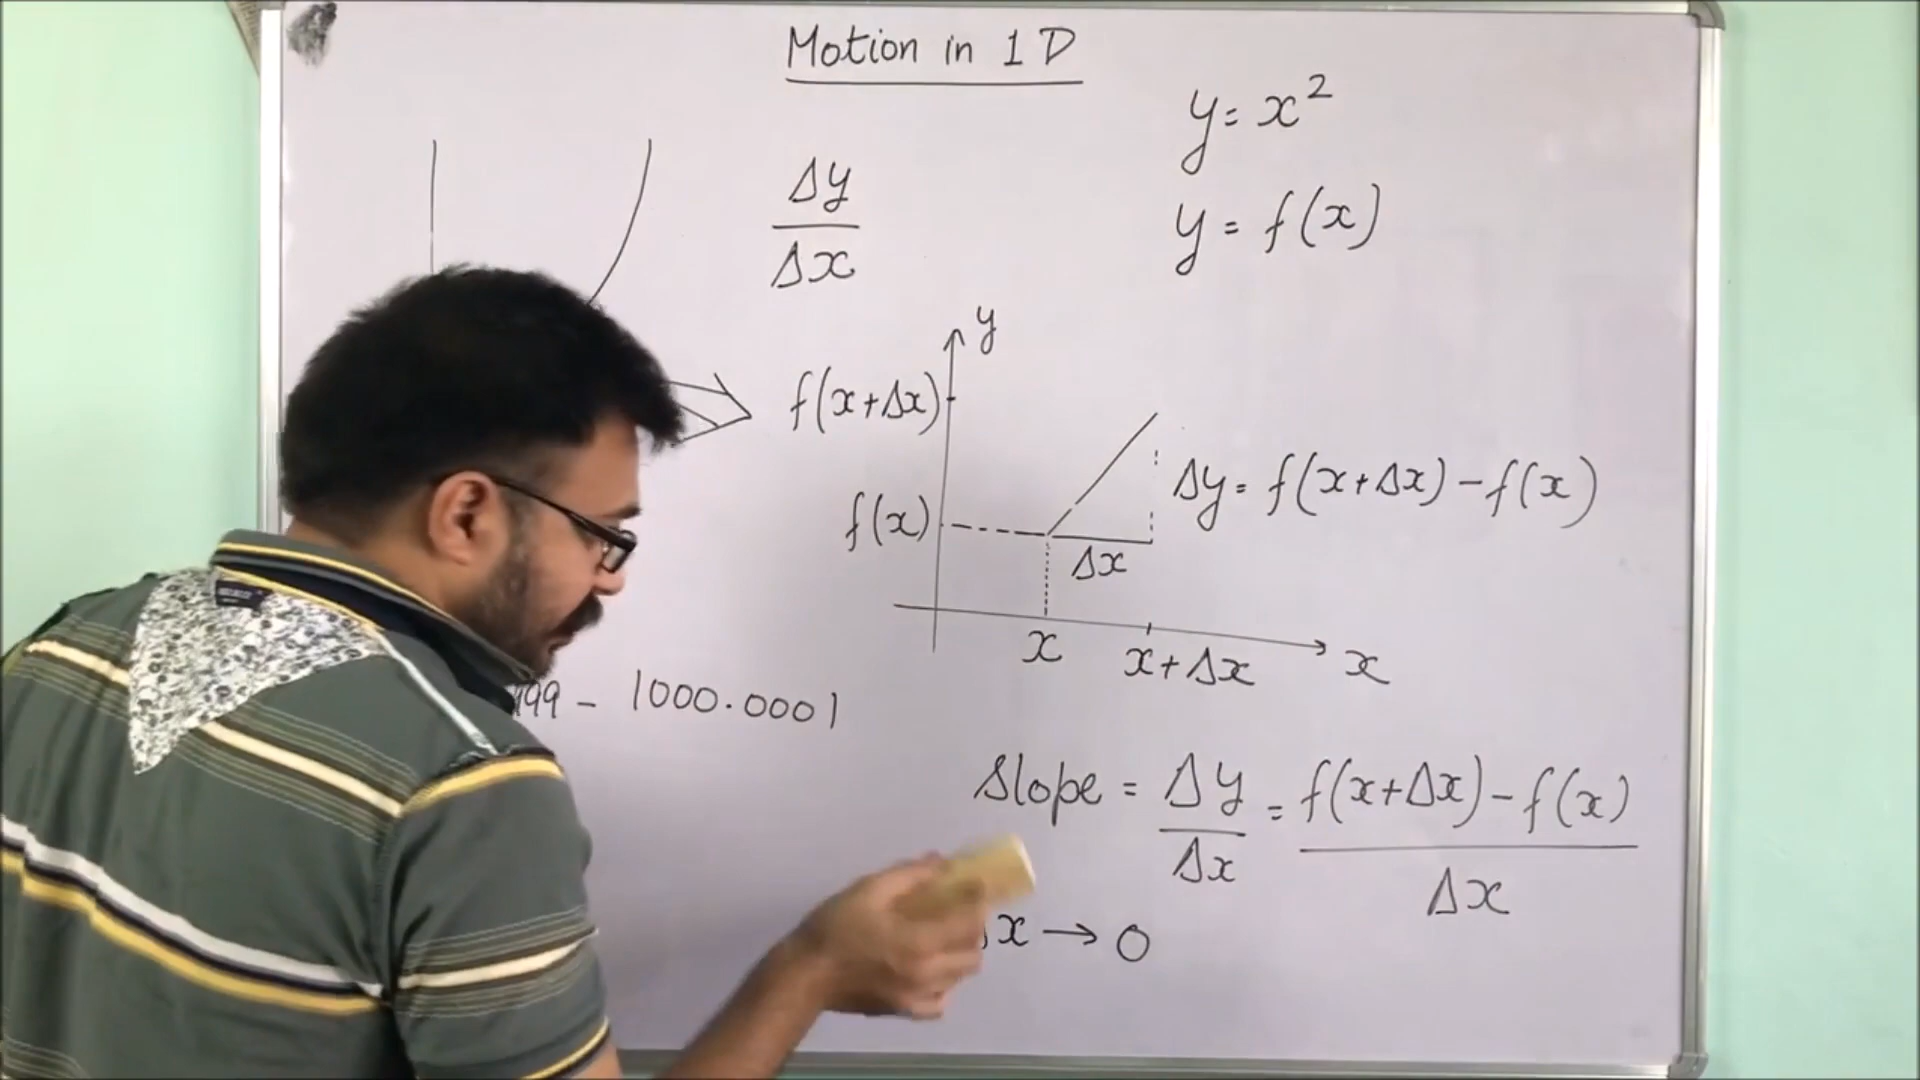 Motion in 1 D
y = x²
y = f(x)
Δy
Δx
y
f(x+Δx)
f(x)
Δx
Δy = f(x+Δx) - f(x)
x
x+Δx
x
99 - 1000.0001
Slope = Δy/Δx = f(x+Δx) - f(x)/Δx
x → 0